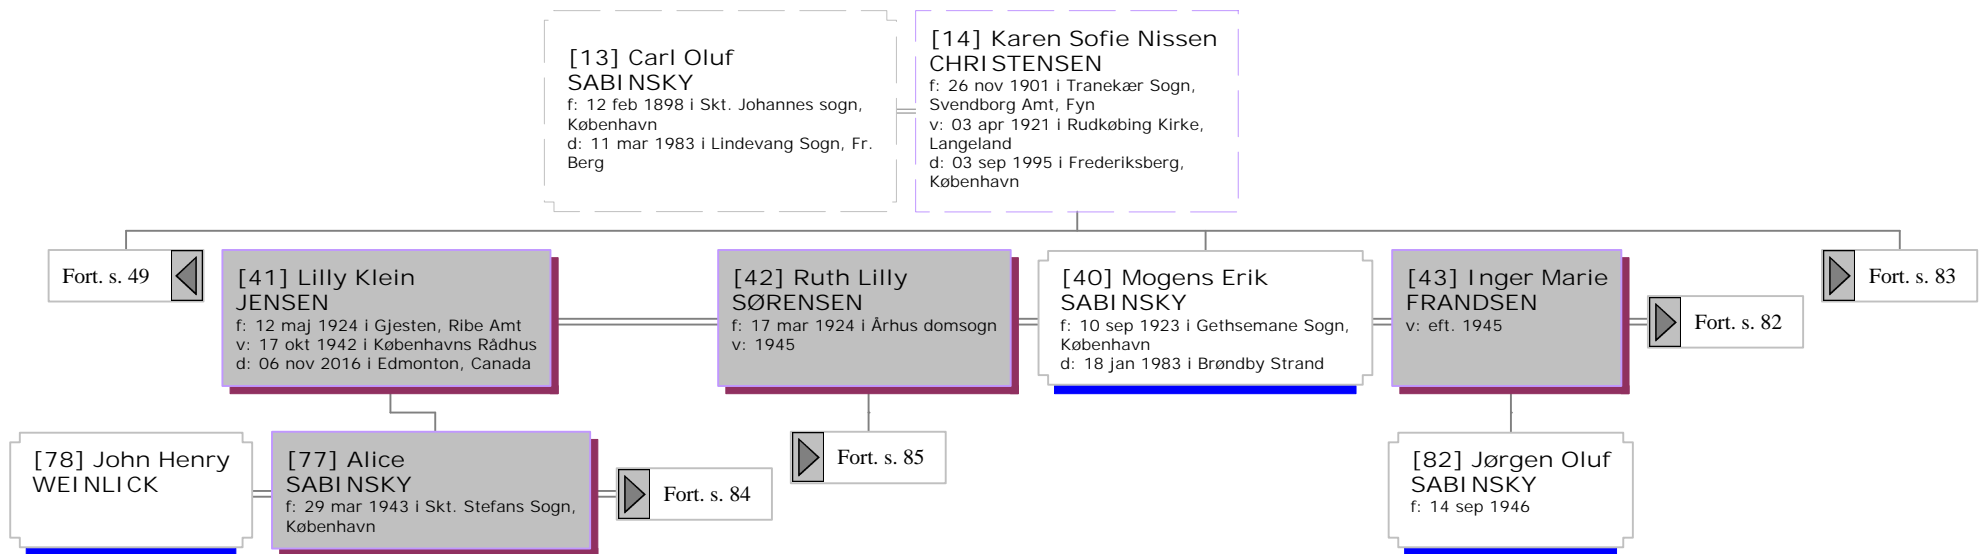 [13] Carl Oluf
SABINSKY
f: 12 feb 1898 i Skt. Johannes sogn,
København
d: 11 mar 1983 i Lindevang Sogn, Fr.
Berg
[14] Karen Sofie Nissen
CHRISTENSEN
f: 26 nov 1901 i Tranekær Sogn,
Svendborg Amt, Fyn
v: 03 apr 1921 i Rudkøbing Kirke,
Langeland
d: 03 sep 1995 i Frederiksberg,
København
Fort. s. 49
[41] Lilly Klein
JENSEN
f: 12 maj 1924 i Gjesten, Ribe Amt
v: 17 okt 1942 i Københavns Rådhus
d: 06 nov 2016 i Edmonton, Canada
[42] Ruth Lilly
SØRENSEN
f: 17 mar 1924 i Århus domsogn
v: 1945
[40] Mogens Erik
SABINSKY
f: 10 sep 1923 i Gethsemane Sogn,
København
d: 18 jan 1983 i Brøndby Strand
[43] Inger Marie
FRANDSEN
v: eft. 1945
Fort. s. 82
Fort. s. 83
[78] John Henry
WEINLICK
[77] Alice
SABINSKY
f: 29 mar 1943 i Skt. Stefans Sogn,
København
Fort. s. 84
Fort. s. 85
[82] Jørgen Oluf
SABINSKY
f: 14 sep 1946